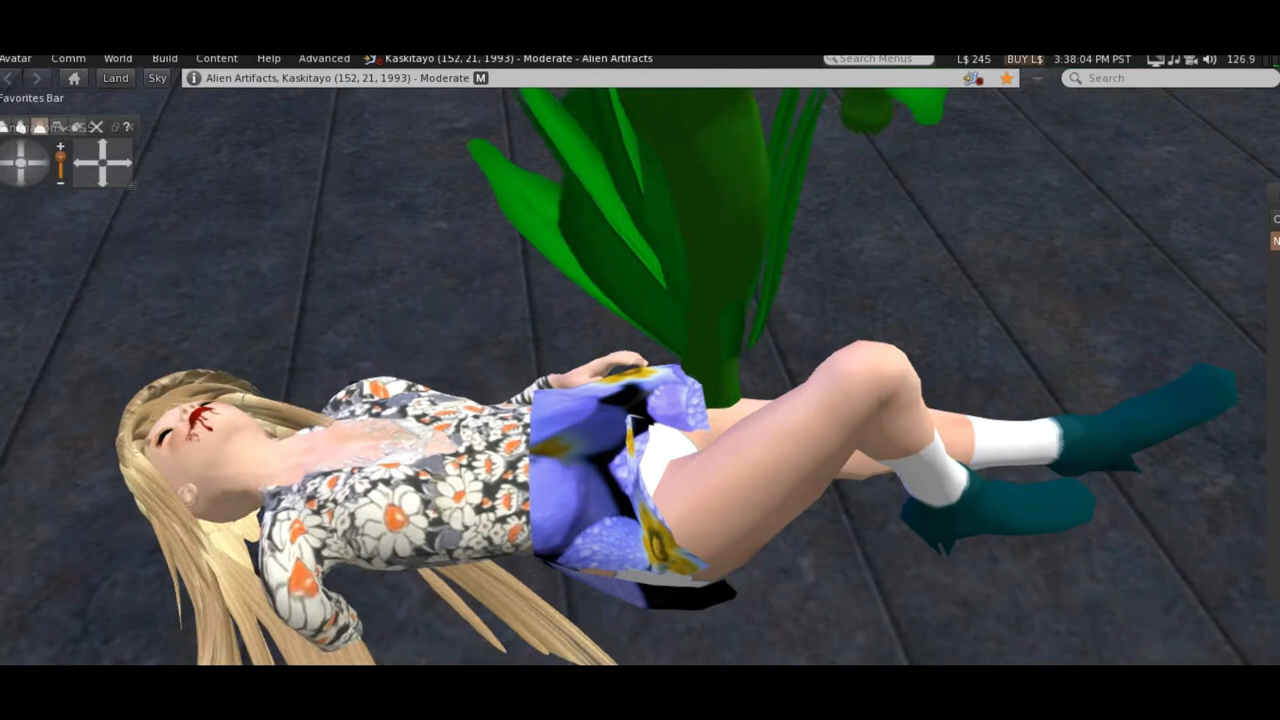 Avatar Comm World Build Content Help Advanced Kaskitayo (152, 21, 1993) - Moderate - Alien Artifacts Search Menus L$ 245 BUY L$ 3:38:04 PM PST 126.9
Land Sky Alien Artifacts, Kaskitayo (152, 21, 1993) - Moderate M Search
Favorites Bar